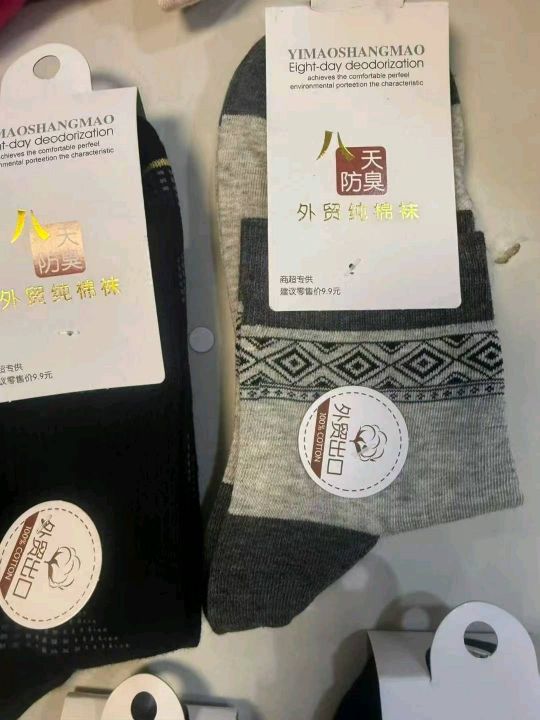 YIMAOSHANGMAO
Eight-day deodorization
achieves the comfortable perfeel
environmental porteetion the characteristic
八天
防臭
外贸纯棉袜
商超专供
建议零售价9.9元
外贸出口
100% COTTON
MAOSHANGMAO
ht-day deodorization
chieves the comfortable perfeel
nmental porteetion the characteristic
八天
防臭
外贸纯棉袜
超专供
议零售价9.9元
外贸出口
100% COTTON